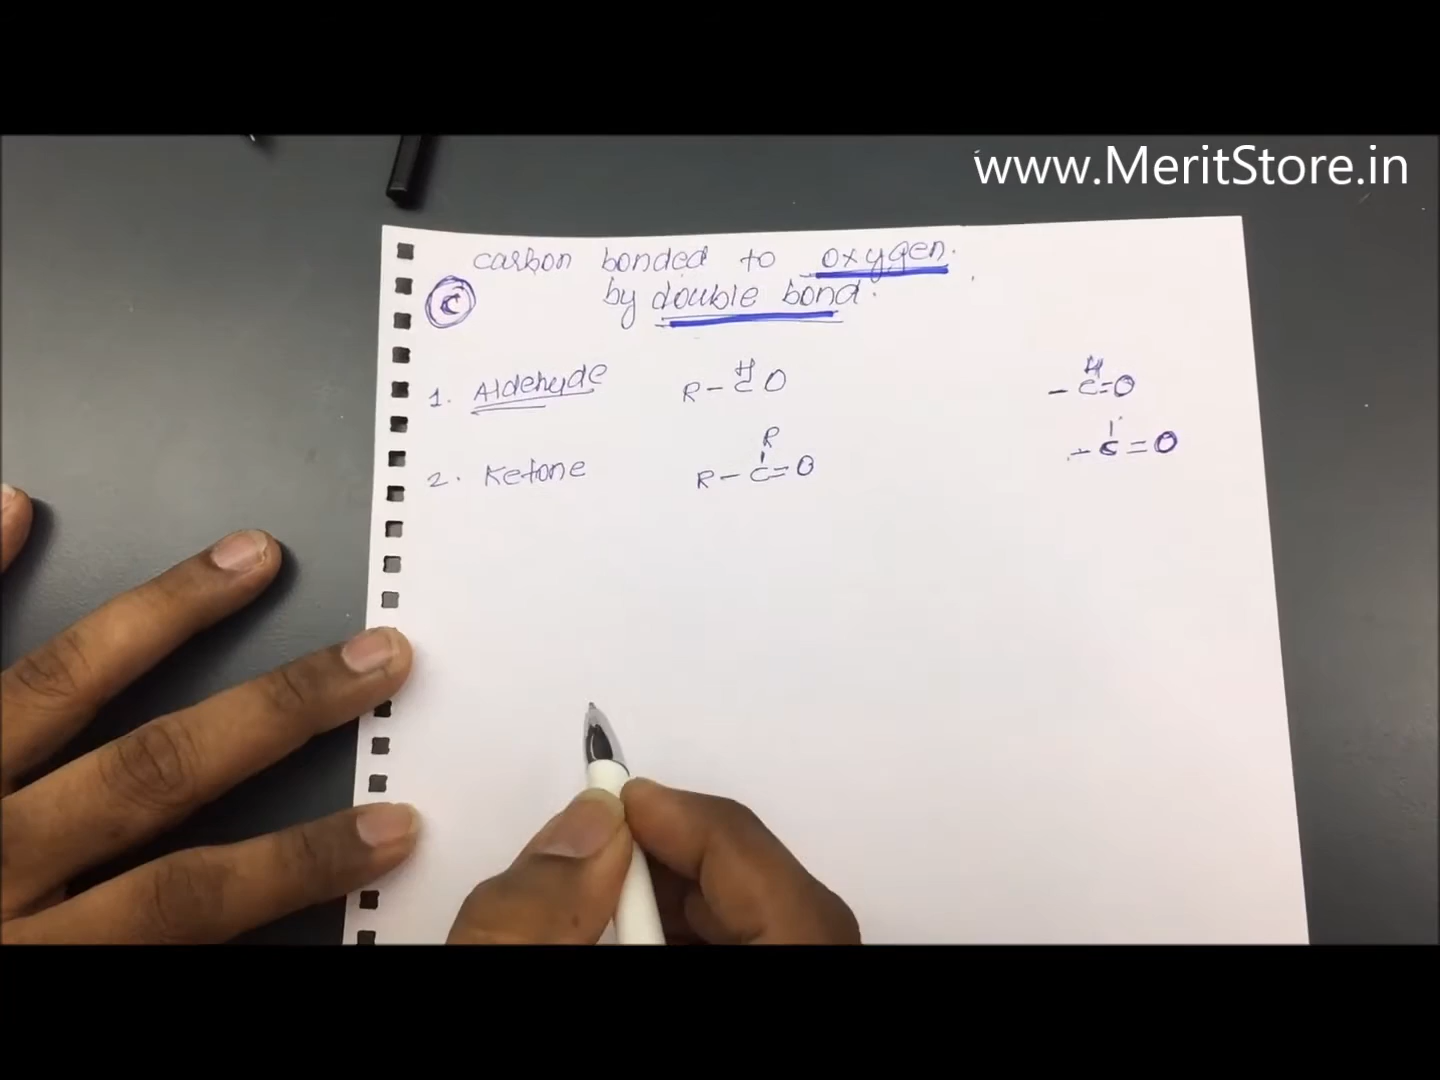 www.MeritStore.in
carbon bonded to oxygen.
C by double bond.
H H
1. Aldehyde R-C O -C=O
R
2. Ketone R-C=O -C=O